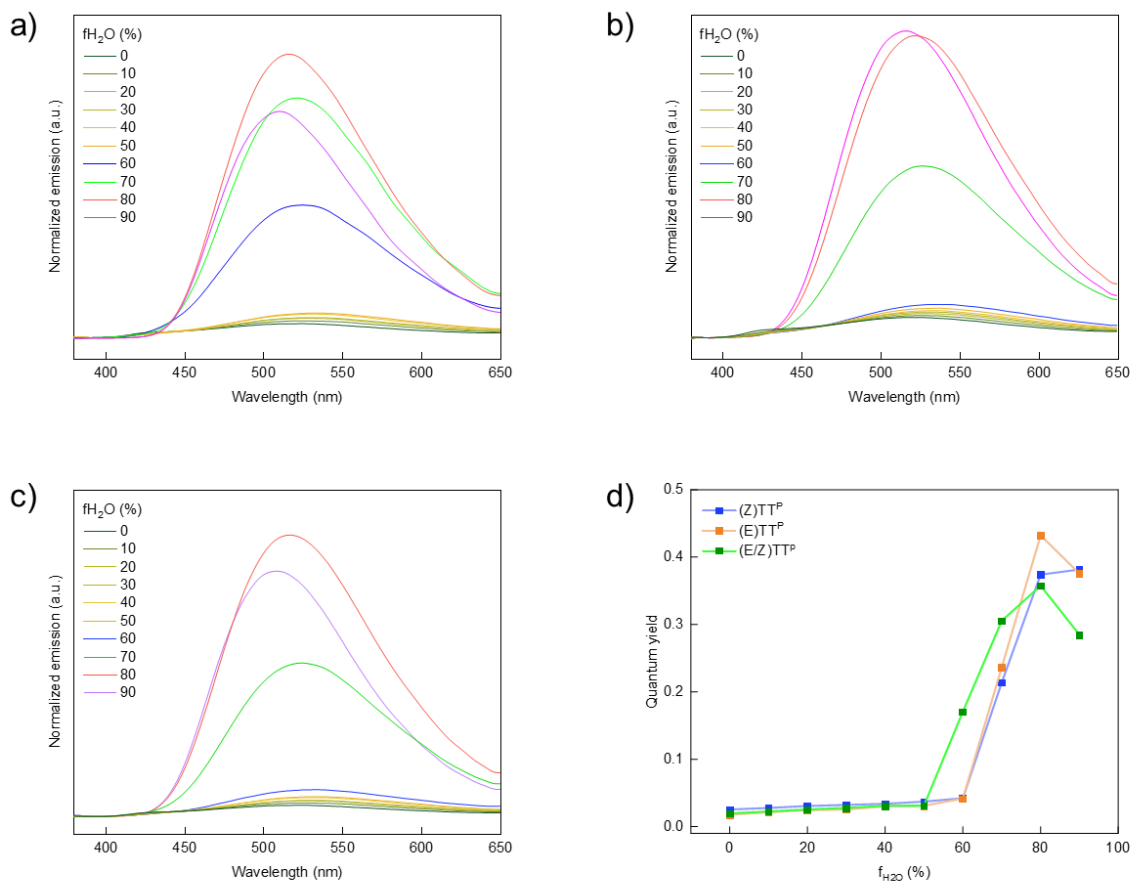 a)
fH₂O (%)
0
10
20
30
40
50
60
70
80
90
Normalized emission (a.u.)
400 450 500 550 600 650
Wavelength (nm)
b)
fH₂O (%)
0
10
20
30
40
50
60
70
80
90
Normalized emission (a.u.)
400 450 500 550 600 650
Wavelength (nm)
c)
fH₂O (%)
0
10
20
30
40
50
60
70
80
90
Normalized emission (a.u.)
400 450 500 550 600 650
Wavelength (nm)
d)
(Z)TTᴾ
(E)TTᴾ
(E/Z)TTᵖ
Quantum yield
0.5
0.4
0.3
0.2
0.1
0.0
0 20 40 60 80 100
f_H2O (%)